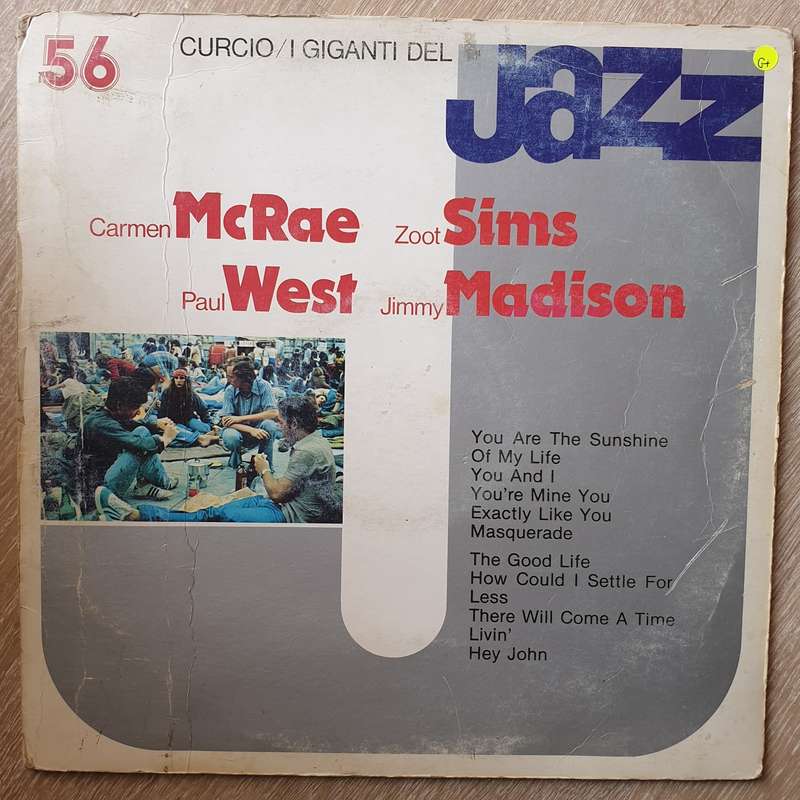 56
CURCIO/I GIGANTI DEL
Jazz
G+
Carmen McRae Zoot Sims
Paul West Jimmy Madison
You Are The Sunshine
Of My Life
You And I
You're Mine You
Exactly Like You
Masquerade
The Good Life
How Could I Settle For
Less
There Will Come A Time
Livin'
Hey John